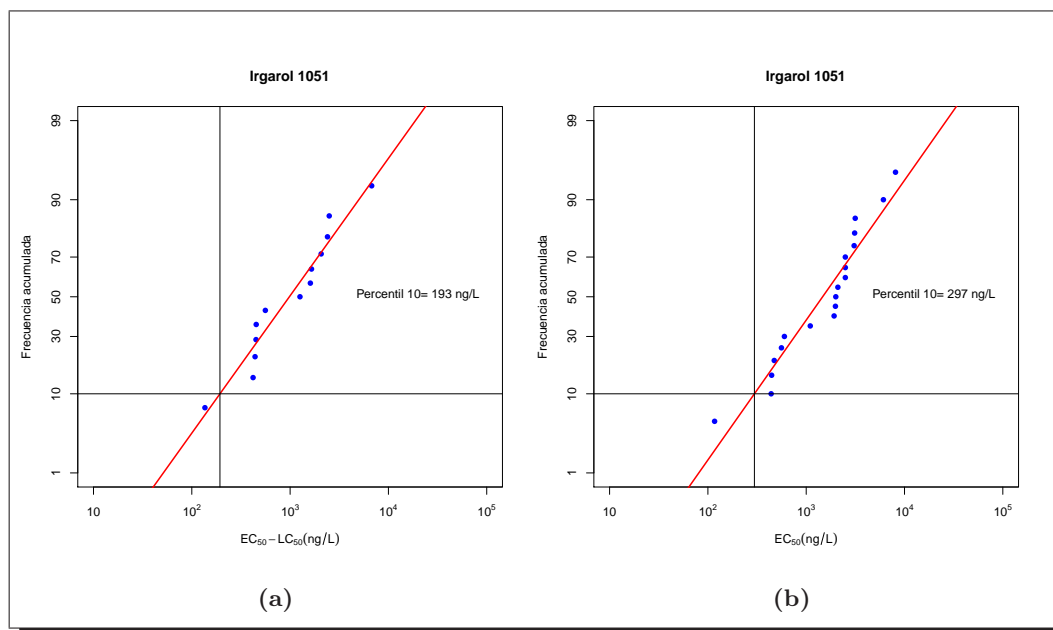 Irgarol 1051
99
90
70
50
30
10
1
Frecuencia acumulada
Percentil 10= 193 ng/L
10
10²
10³
10⁴
10⁵
EC₅₀−LC₅₀(ng/L)
(a)
Irgarol 1051
99
90
70
50
30
10
1
Frecuencia acumulada
Percentil 10= 297 ng/L
10
10²
10³
10⁴
10⁵
EC₅₀(ng/L)
(b)